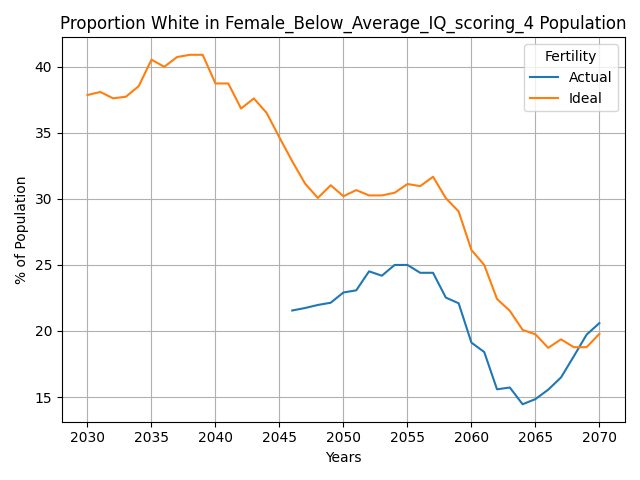 Proportion White in Female_Below_Average_IQ_scoring_4 Population
Fertility
Actual
Ideal
40
35
30
25
20
15
% of Population
2030 2035 2040 2045 2050 2055 2060 2065 2070
Years